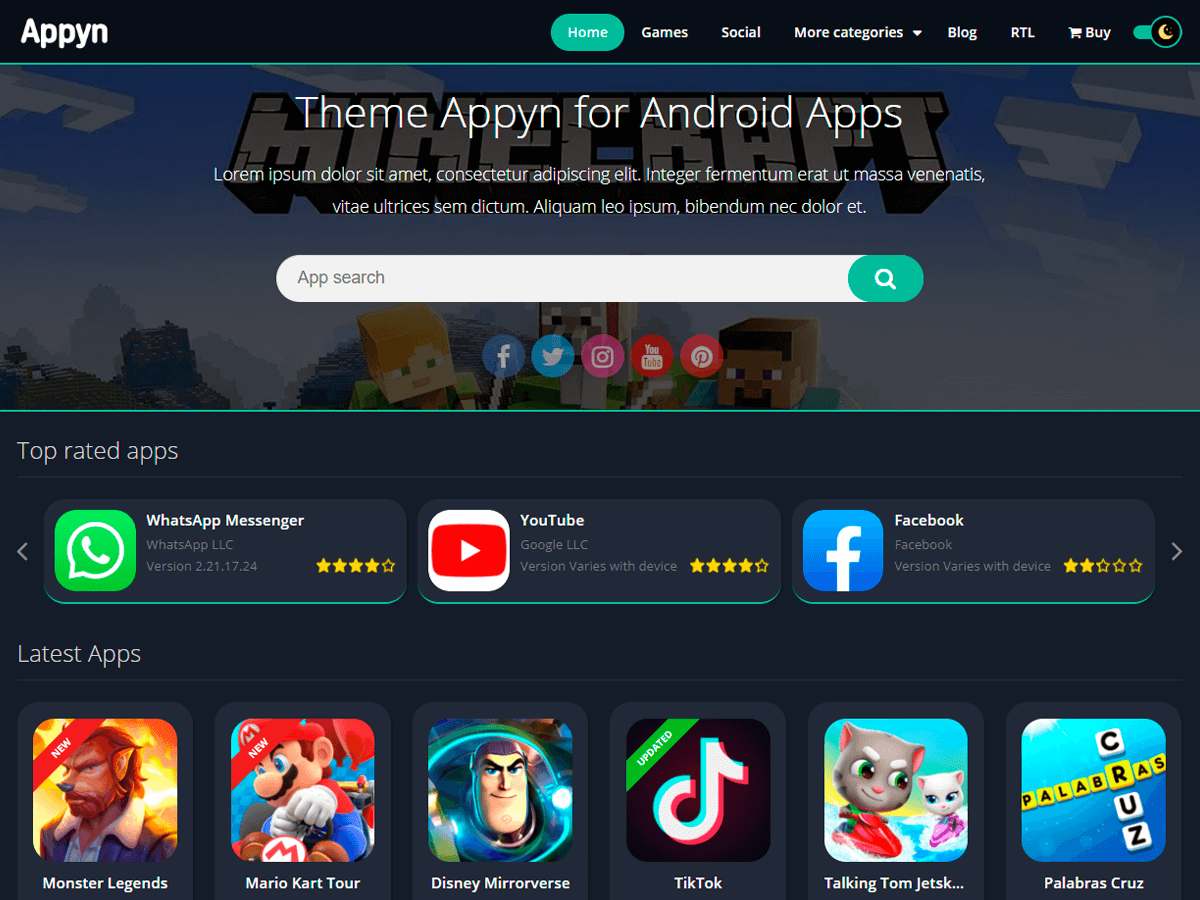 Appyn
Home Games Social More categories Blog RTL Buy
MINECRAFT
Theme Appyn for Android Apps
Lorem ipsum dolor sit amet, consectetur adipiscing elit. Integer fermentum erat ut massa venenatis,
vitae ultrices sem dictum. Aliquam leo ipsum, bibendum nec dolor et.
App search
You
Tube
Top rated apps
WhatsApp Messenger
WhatsApp LLC
Version 2.21.17.24
YouTube
Google LLC
Version Varies with device
Facebook
Facebook
Version Varies with device
Latest Apps
NEW
NEW
UPDATED
PALABRAS
CRUZ
Monster Legends
Mario Kart Tour
Disney Mirrorverse
TikTok
Talking Tom Jetsk...
Palabras Cruz